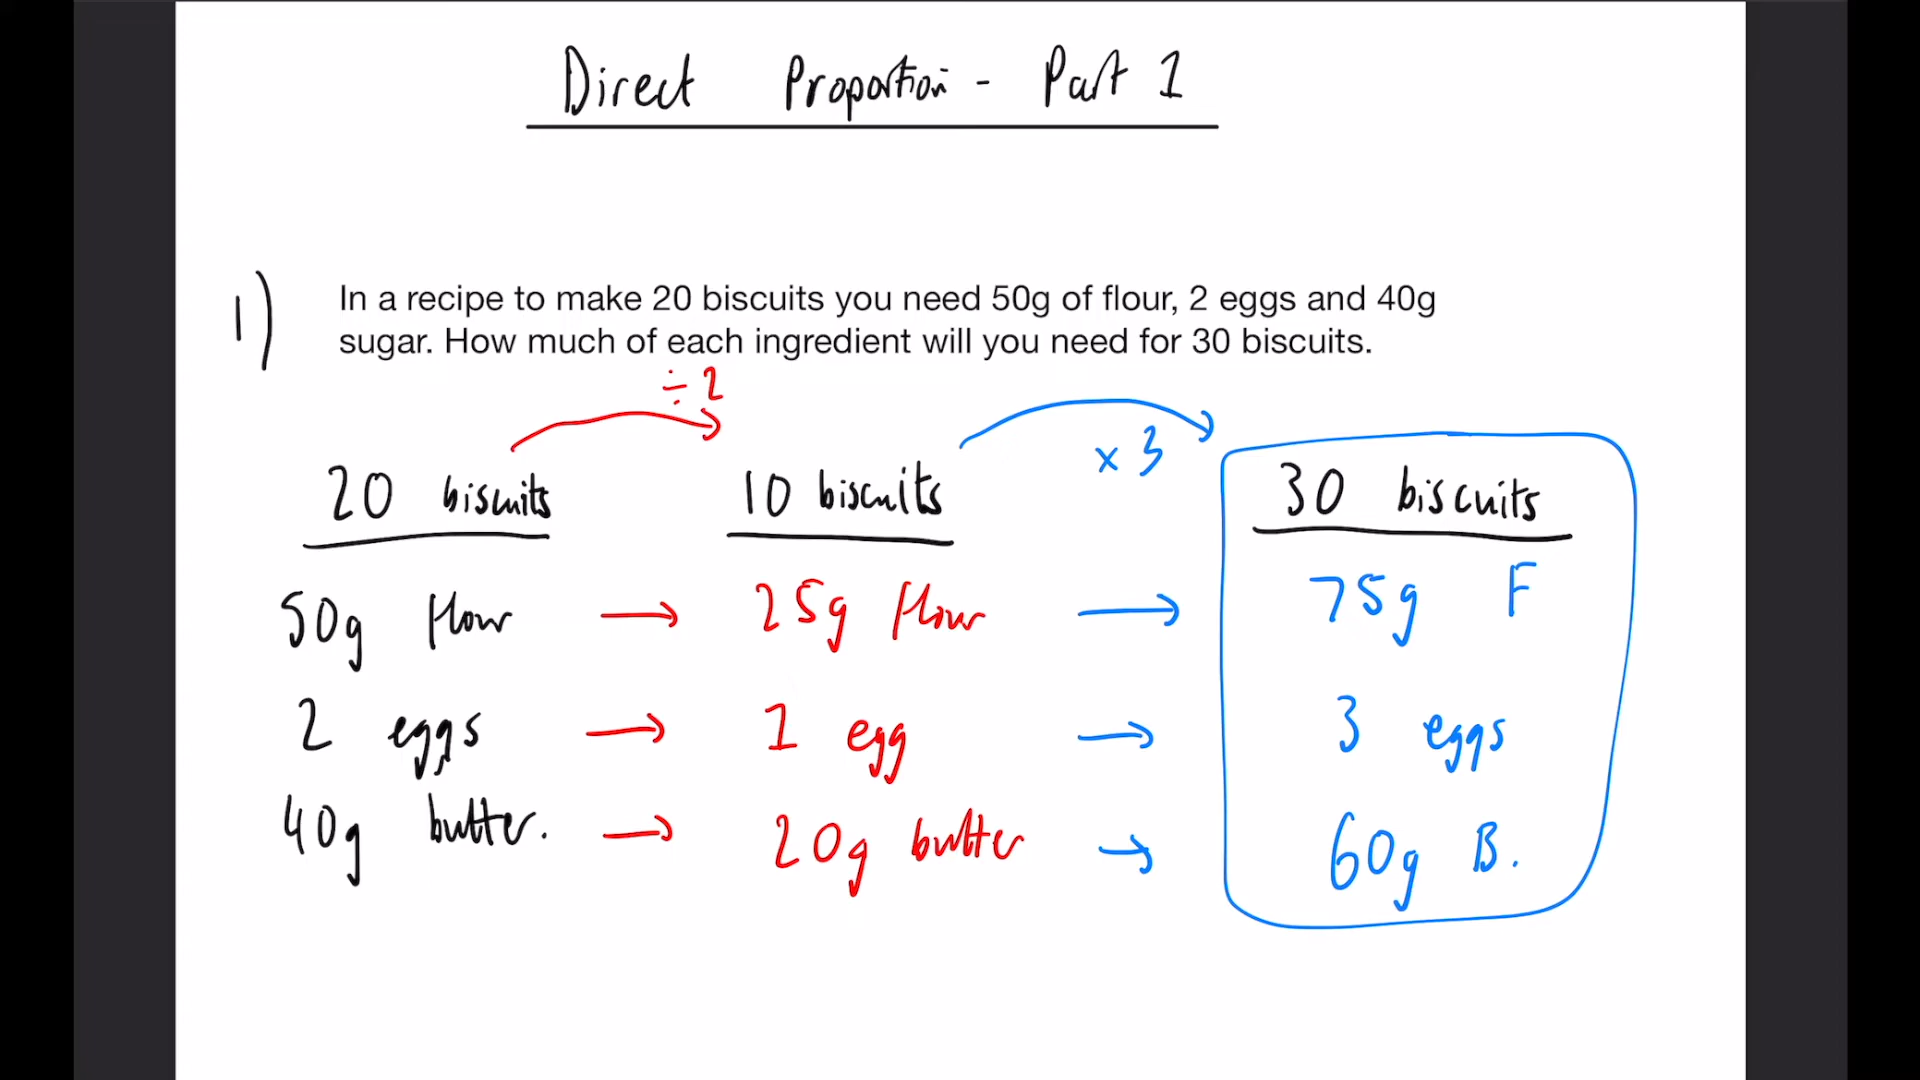 Direct Proportion - Part 1
1) In a recipe to make 20 biscuits you need 50g of flour, 2 eggs and 40g
sugar. How much of each ingredient will you need for 30 biscuits.
÷ 2
x 3
20 biscuits 10 biscuits 30 biscuits
50g flour → 25g flour → 75g F
2 eggs → 1 egg → 3 eggs
40g butter. → 20g butter → 60g B.